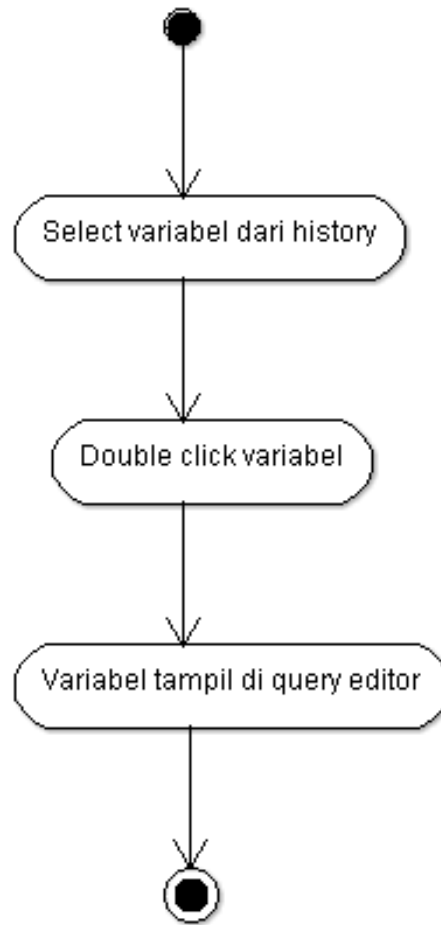 Select variabel dari history
Double click variabel
Variabel tampil di query editor